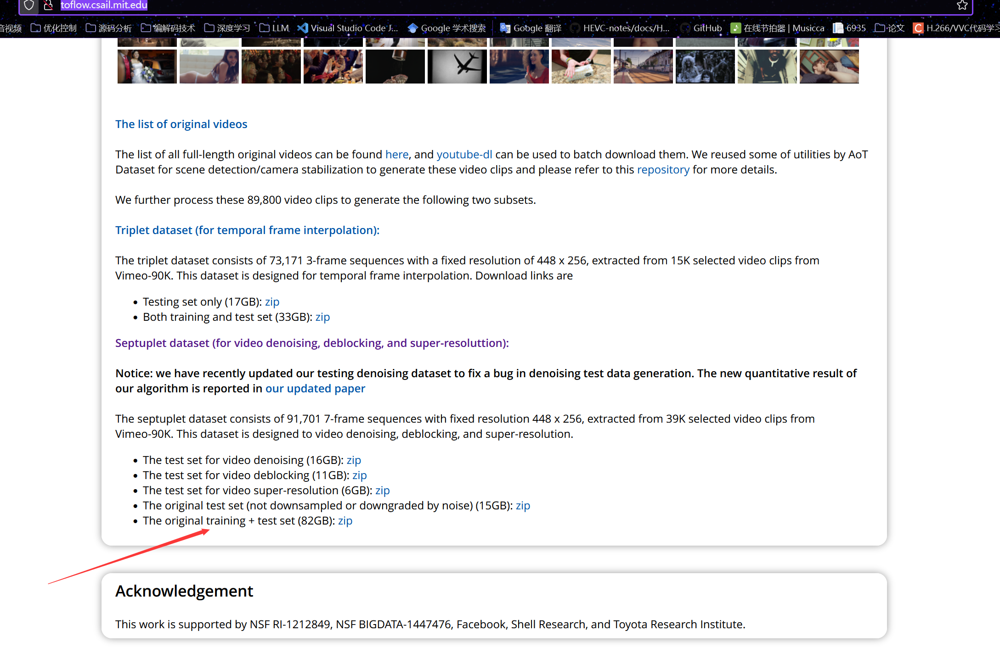 toflow.csail.mit.edu
音视频 优化控制 源码分析 编解码技术 深度学习 LLM Visual Studio Code J... Google 学术搜索 Google 翻译 HEVC-notes/docs/H... GitHub 在线节拍器 | Musicca 6935 论文 H.266/VVC代码学习
The list of original videos
The list of all full-length original videos can be found here, and youtube-dl can be used to batch download them. We reused some of utilities by AoT
Dataset for scene detection/camera stabilization to generate these video clips and please refer to this repository for more details.
We further process these 89,800 video clips to generate the following two subsets.
Triplet dataset (for temporal frame interpolation):
The triplet dataset consists of 73,171 3-frame sequences with a fixed resolution of 448 x 256, extracted from 15K selected video clips from
Vimeo-90K. This dataset is designed for temporal frame interpolation. Download links are
• Testing set only (17GB): zip
• Both training and test set (33GB): zip
Septuplet dataset (for video denoising, deblocking, and super-resoluttion):
Notice: we have recently updated our testing denoising dataset to fix a bug in denoising test data generation. The new quantitative result of
our algorithm is reported in our updated paper
The septuplet dataset consists of 91,701 7-frame sequences with fixed resolution 448 x 256, extracted from 39K selected video clips from
Vimeo-90K. This dataset is designed to video denoising, deblocking, and super-resolution.
• The test set for video denoising (16GB): zip
• The test set for video deblocking (11GB): zip
• The test set for video super-resolution (6GB): zip
• The original test set (not downsampled or downgraded by noise) (15GB): zip
• The original training + test set (82GB): zip
Acknowledgement
This work is supported by NSF RI-1212849, NSF BIGDATA-1447476, Facebook, Shell Research, and Toyota Research Institute.